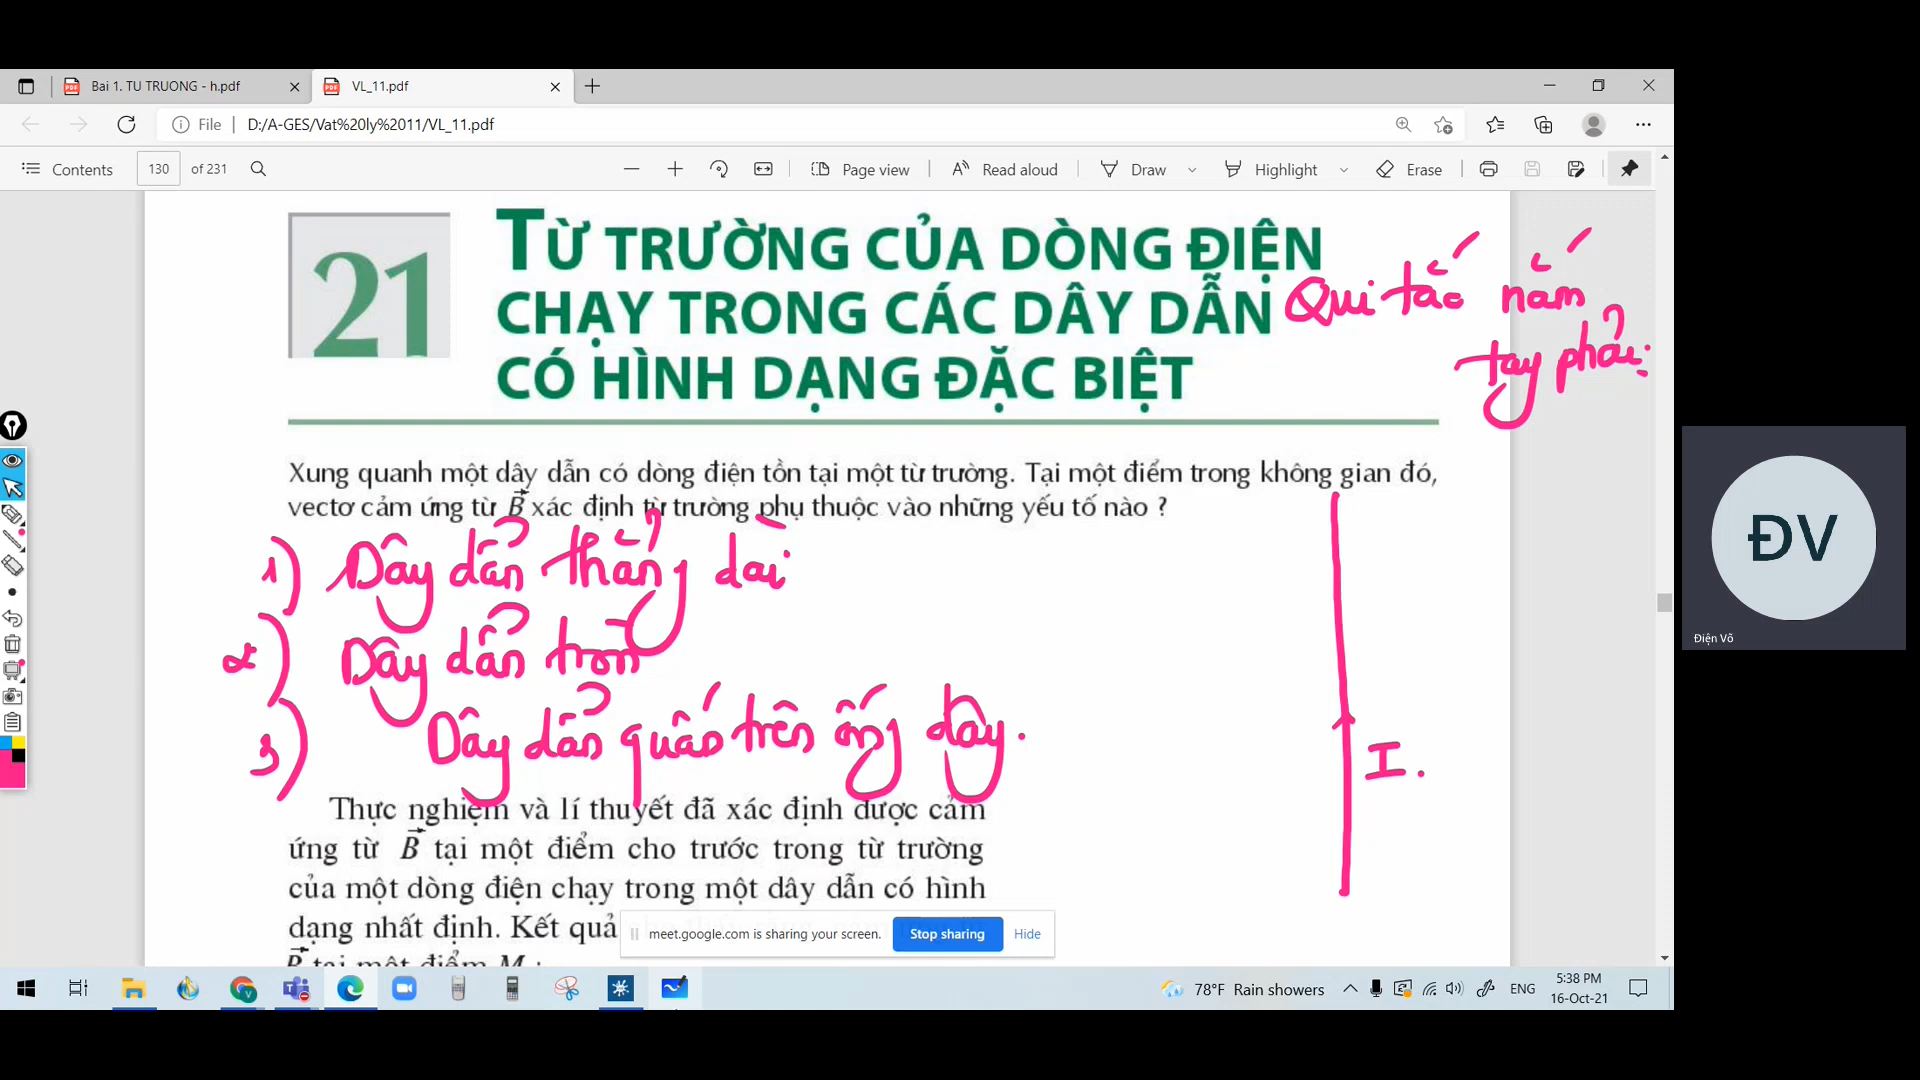 Bai 1. TU TRUONG - h.pdf
VL_11.pdf
File
D:/A-GES/Vat%20ly%2011/VL_11.pdf
Contents
130
of 231
Page view
Read aloud
Draw
Highlight
Erase
21
TỪ TRƯỜNG CỦA DÒNG ĐIỆN
CHẠY TRONG CÁC DÂY DẪN
CÓ HÌNH DẠNG ĐẶC BIỆT
Qui tắc nắm
tay phải.
Xung quanh một dây dẫn có dòng điện tồn tại một từ trường. Tại một điểm trong không gian đó,
vectơ cảm ứng từ B⃗ xác định từ trường phụ thuộc vào những yếu tố nào ?
1) Dây dẫn thẳng dài
2) Dây dẫn tròn
3) Dây dẫn quấn trên ống dây.
I.
Thực nghiệm và lí thuyết đã xác định được cảm
ứng từ B⃗ tại một điểm cho trước trong từ trường
của một dòng điện chạy trong một dây dẫn có hình
dạng nhất định. Kết quả
B⃗ tại một điểm M :
meet.google.com is sharing your screen.
Stop sharing
Hide
ĐV
Điện Võ
78°F Rain showers
ENG
5:38 PM
16-Oct-21